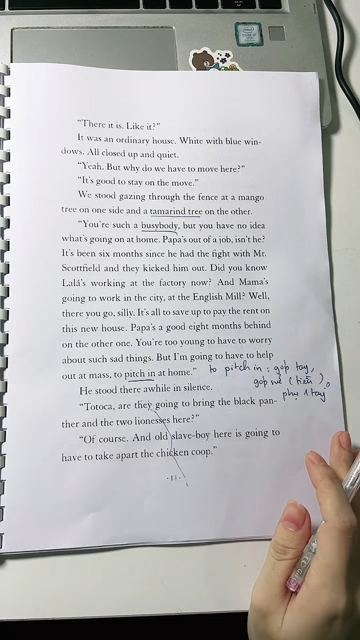 "There it is. Like it?"
It was an ordinary house. White with blue win-
dows. All closed up and quiet.
"Yeah. But why do we have to move here?"
"It's good to stay on the move."
We stood gazing through the fence at a mango
tree on one side and a tamarind tree on the other.
"You're such a busybody, but you have no idea
what's going on at home. Papa's out of a job, isn't he?
It's been six months since he had the fight with Mr.
Scottfield and they kicked him out. Did you know
Lalá's working at the factory now? And Mama's
going to work in the city, at the English Mill? Well,
there you go, silly. It's all to save up to pay the rent on
this new house. Papa's a good eight months behind
on the other one. You're too young to have to worry
about such sad things. But I'm going to have to help
out at mass, to pitch in at home."
to pitch in : góp tay,
góp và (tiền),
phụ 1 tay
He stood there awhile in silence.
"Totoca, are they going to bring the black pan-
ther and the two lionesses here?"
"Of course. And old slave-boy here is going to
have to take apart the chicken coop."
·11·